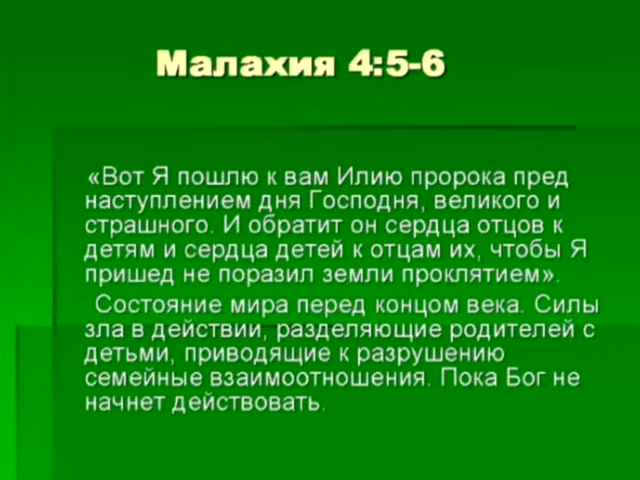 Малахия 4:5-6
«Вот Я пошлю к вам Илию пророка пред
наступлением дня Господня, великого и
страшного. И обратит он сердца отцов к
детям и сердца детей к отцам их, чтобы Я
пришед не поразил земли проклятием».
Состояние мира перед концом века. Силы
зла в действии, разделяющие родителей с
детьми, приводящие к разрушению
семейные взаимоотношения. Пока Бог не
начнет действовать.